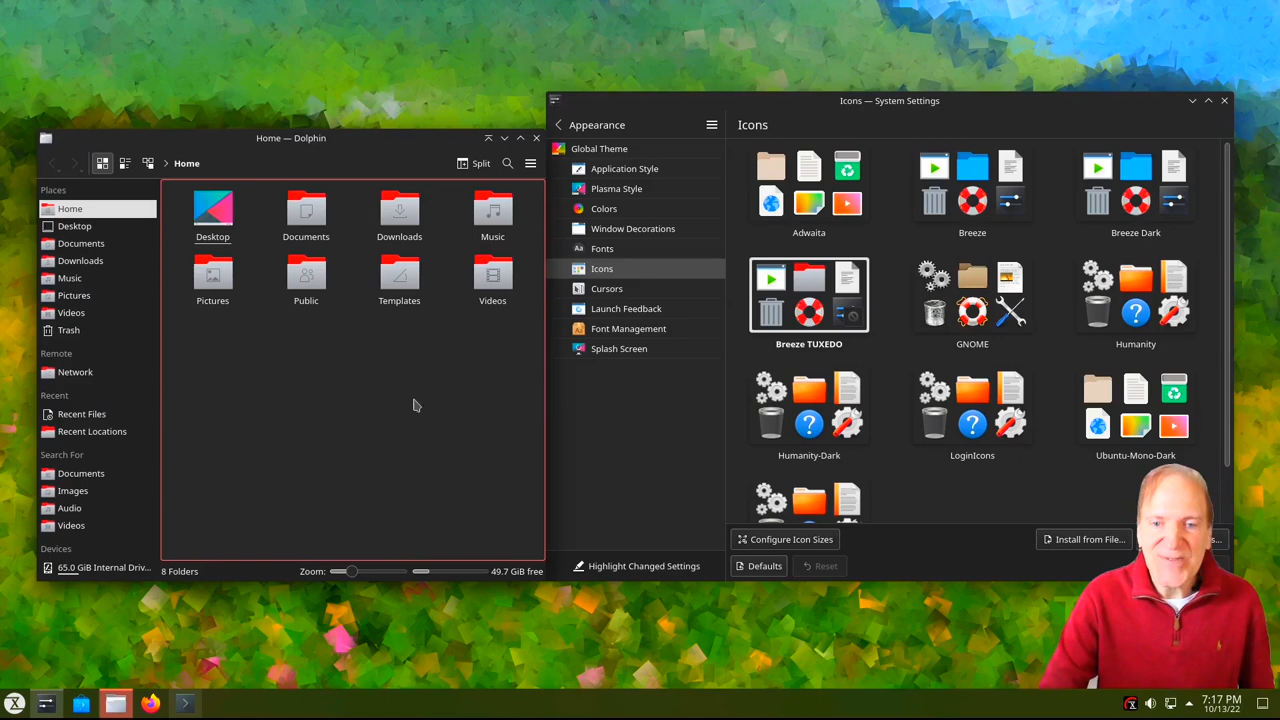 Home — Dolphin
Home
Split
Places
Home
Desktop
Documents
Downloads
Music
Pictures
Videos
Trash
Remote
Network
Recent
Recent Files
Recent Locations
Search For
Documents
Images
Audio
Videos
Devices
65.0 GiB Internal Driv...
Desktop
Documents
Downloads
Music
Pictures
Public
Templates
Videos
8 Folders
Zoom:
49.7 GiB free
Icons — System Settings
Appearance
Global Theme
Application Style
Plasma Style
Colors
Window Decorations
Aa Fonts
Icons
Cursors
Launch Feedback
Font Management
Splash Screen
Highlight Changed Settings
Icons
Adwaita
Breeze
Breeze Dark
Breeze TUXEDO
GNOME
Humanity
Humanity-Dark
LoginIcons
Ubuntu-Mono-Dark
Configure Icon Sizes
Install from File...
s...
Defaults
Reset
7:17 PM
10/13/22